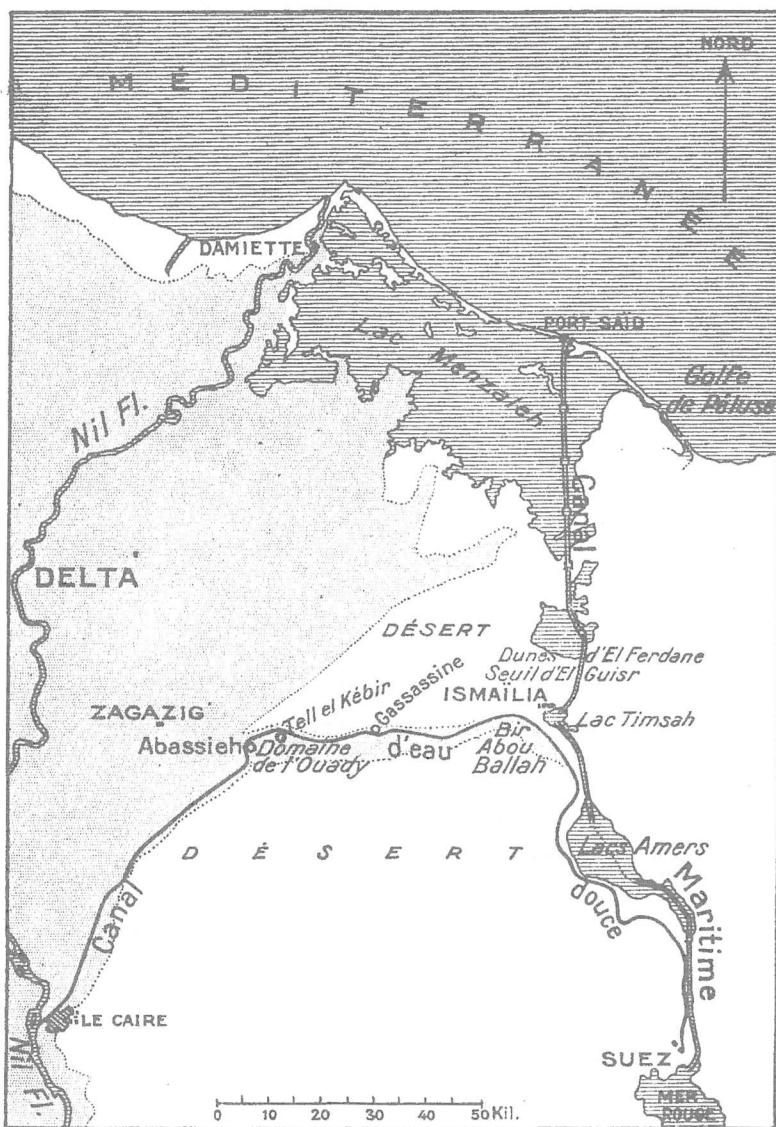 NORD
MÉDITERRANÉE
DAMIETTE
PORT-SAÏD
Lac Menzaleh
Golfe
de Péluse
Nil Fl.
Canal
DELTA
DÉSERT
Dunes d'El Ferdane
Seuil d'El Guisr
ISMAÏLIA
Lac Timsah
ZAGAZIG
Tell el Kébir
Gassassine
Abassieh
Domaine
de l'Ouady
d'eau
Bir
Abou
Ballah
DÉSERT
Lacs Amers
Canal
douce
Maritime
LE CAIRE
Nil Fl.
SUEZ
MER
ROUGE
0 10 20 30 40 50 Kil.